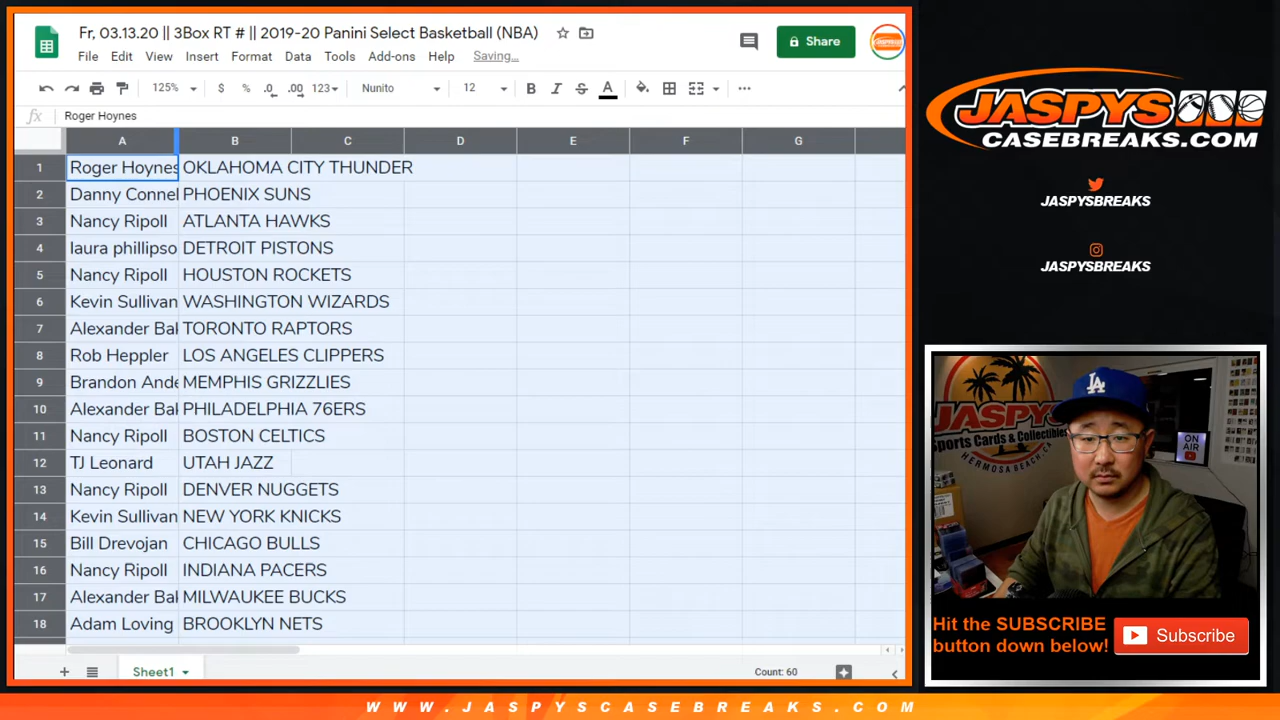 Fr, 03.13.20 || 3Box RT # || 2019-20 Panini Select Basketball (NBA)
File Edit View Insert Format Data Tools Add-ons Help Saving...
Share
125% $ % .0 .00 123 Nunito 12 B I S A
fx Roger Hoynes
A B C D E F G
1 Roger Hoynes OKLAHOMA CITY THUNDER
2 Danny Connel PHOENIX SUNS
3 Nancy Ripoll ATLANTA HAWKS
4 laura phillipso DETROIT PISTONS
5 Nancy Ripoll HOUSTON ROCKETS
6 Kevin Sullivan WASHINGTON WIZARDS
7 Alexander Bak TORONTO RAPTORS
8 Rob Heppler LOS ANGELES CLIPPERS
9 Brandon Ande MEMPHIS GRIZZLIES
10 Alexander Bak PHILADELPHIA 76ERS
11 Nancy Ripoll BOSTON CELTICS
12 TJ Leonard UTAH JAZZ
13 Nancy Ripoll DENVER NUGGETS
14 Kevin Sullivan NEW YORK KNICKS
15 Bill Drevojan CHICAGO BULLS
16 Nancy Ripoll INDIANA PACERS
17 Alexander Bak MILWAUKEE BUCKS
18 Adam Loving BROOKLYN NETS
Sheet1
Count: 60
JASPYS
CASEBREAKS.COM
JASPYSBREAKS
JASPYSBREAKS
JASPYS
Sports Cards & Collectibles
HERMOSA BEACH, CA
LA
ON
AIR
Hit the SUBSCRIBE
button down below!
Subscribe
WWW.JASPYSCASEBREAKS.COM